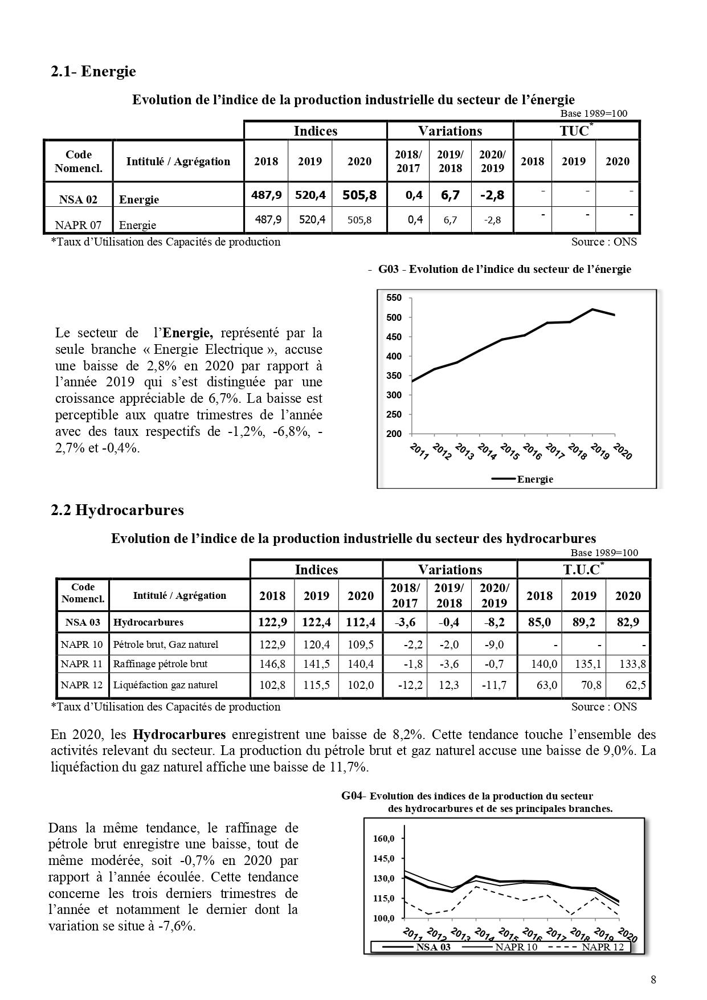 2.1- Energie
Evolution de l’indice de la production industrielle du secteur de l’énergie
Base 1989=100
Indices Variations TUC*
Code Nomencl. Intitulé / Agrégation 2018 2019 2020 2018/2017 2019/2018 2020/2019 2018 2019 2020
NSA 02 Energie 487,9 520,4 505,8 0,4 6,7 -2,8 - - -
NAPR 07 Energie 487,9 520,4 505,8 0,4 6,7 -2,8 - - -
*Taux d’Utilisation des Capacités de production Source : ONS
- G03 - Evolution de l’indice du secteur de l’énergie
Le secteur de l’Energie, représenté par la
seule branche « Energie Electrique », accuse
une baisse de 2,8% en 2020 par rapport à
l’année 2019 qui s’est distinguée par une
croissance appréciable de 6,7%. La baisse est
perceptible aux quatre trimestres de l’année
avec des taux respectifs de -1,2%, -6,8%, -
2,7% et -0,4%.
550
500
450
400
350
300
250
200
2011 2012 2013 2014 2015 2016 2017 2018 2019 2020
Energie
2.2 Hydrocarbures
Evolution de l’indice de la production industrielle du secteur des hydrocarbures
Base 1989=100
Indices Variations T.U.C*
Code Nomencl. Intitulé / Agrégation 2018 2019 2020 2018/2017 2019/2018 2020/2019 2018 2019 2020
NSA 03 Hydrocarbures 122,9 122,4 112,4 -3,6 -0,4 -8,2 85,0 89,2 82,9
NAPR 10 Pétrole brut, Gaz naturel 122,9 120,4 109,5 -2,2 -2,0 -9,0 - - -
NAPR 11 Raffinage pétrole brut 146,8 141,5 140,4 -1,8 -3,6 -0,7 140,0 135,1 133,8
NAPR 12 Liquéfaction gaz naturel 102,8 115,5 102,0 -12,2 12,3 -11,7 63,0 70,8 62,5
*Taux d’Utilisation des Capacités de production Source : ONS
En 2020, les Hydrocarbures enregistrent une baisse de 8,2%. Cette tendance touche l’ensemble des
activités relevant du secteur. La production du pétrole brut et gaz naturel accuse une baisse de 9,0%. La
liquéfaction du gaz naturel affiche une baisse de 11,7%.
G04- Evolution des indices de la production du secteur
des hydrocarbures et de ses principales branches.
Dans la même tendance, le raffinage de
pétrole brut enregistre une baisse, tout de
même modérée, soit -0,7% en 2020 par
rapport à l’année écoulée. Cette tendance
concerne les trois derniers trimestres de
l’année et notamment le dernier dont la
variation se situe à -7,6%.
160,0
145,0
130,0
115,0
100,0
2011 2012 2013 2014 2015 2016 2017 2018 2019 2020
NSA 03 NAPR 10 NAPR 12
8